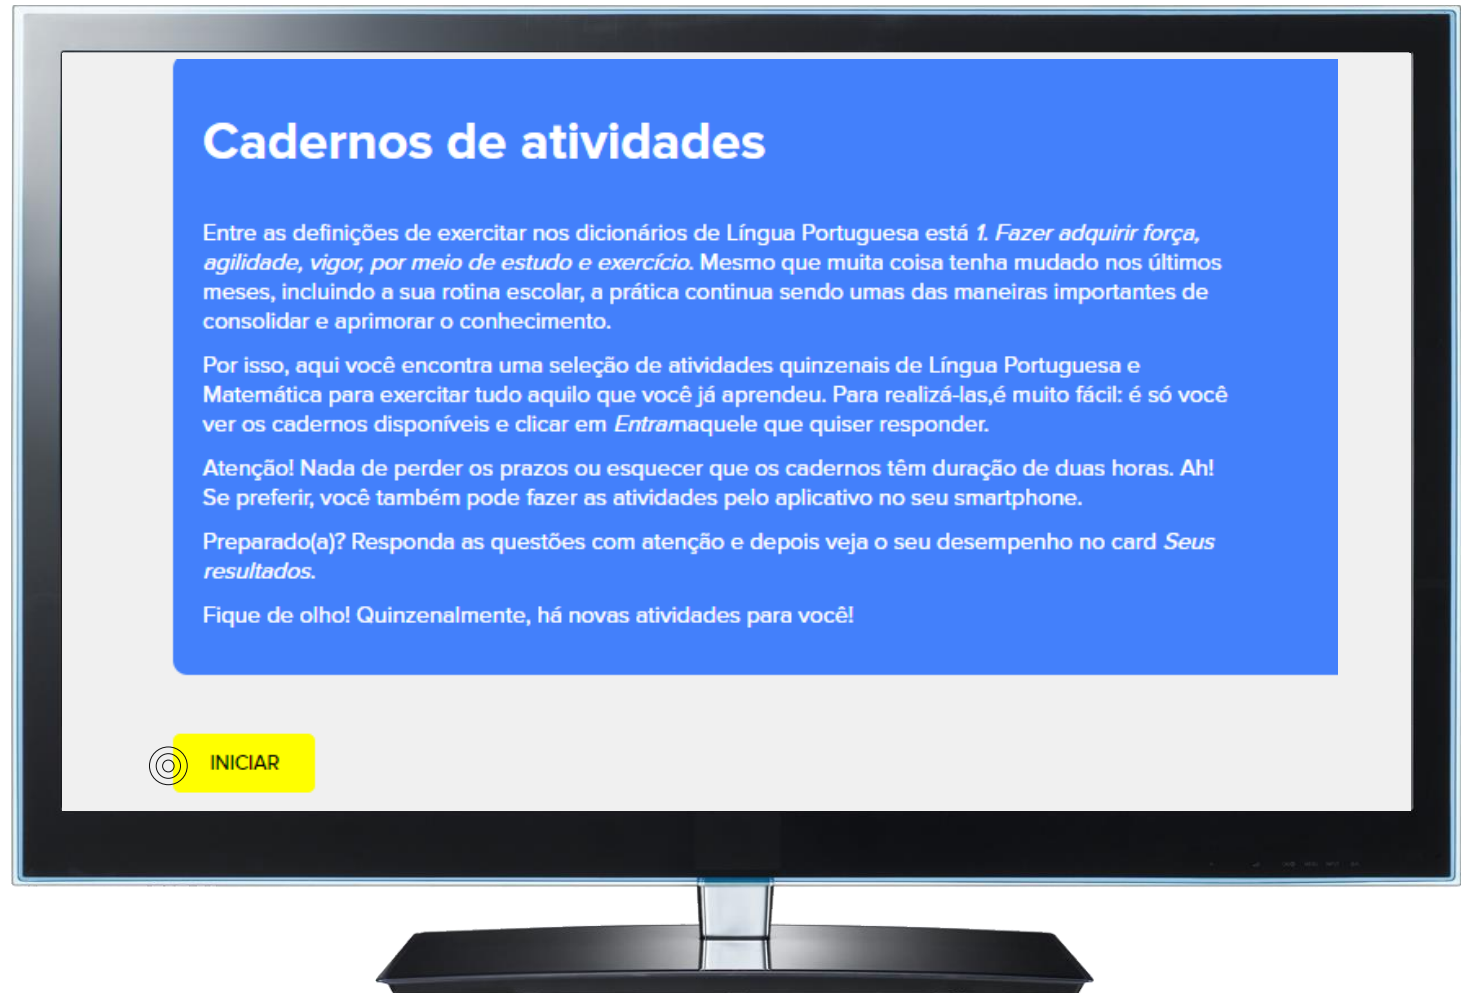 Cadernos de atividades
Entre as definições de exercitar nos dicionários de Língua Portuguesa está 1. Fazer adquirir força,
agilidade, vigor, por meio de estudo e exercício. Mesmo que muita coisa tenha mudado nos últimos
meses, incluindo a sua rotina escolar, a prática continua sendo umas das maneiras importantes de
consolidar e aprimorar o conhecimento.
Por isso, aqui você encontra uma seleção de atividades quinzenais de Língua Portuguesa e
Matemática para exercitar tudo aquilo que você já aprendeu. Para realizá-las,é muito fácil: é só você
ver os cadernos disponíveis e clicar em Entrarnaquele que quiser responder.
Atenção! Nada de perder os prazos ou esquecer que os cadernos têm duração de duas horas. Ah!
Se preferir, você também pode fazer as atividades pelo aplicativo no seu smartphone.
Preparado(a)? Responda as questões com atenção e depois veja o seu desempenho no card Seus
resultados.
Fique de olho! Quinzenalmente, há novas atividades para você!
INICIAR